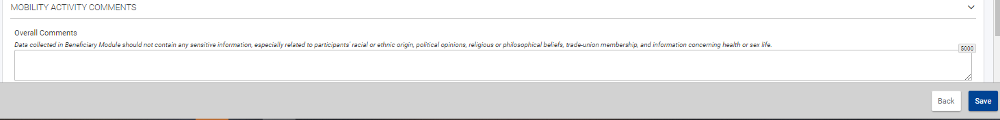 MOBILITY ACTIVITY COMMENTS
Overall Comments
Data collected in Beneficiary Module should not contain any sensitive information, especially related to participants' racial or ethnic origin, political opinions, religious or philosophical beliefs, trade-union membership, and information concerning health or sex life.
5000
Back Save